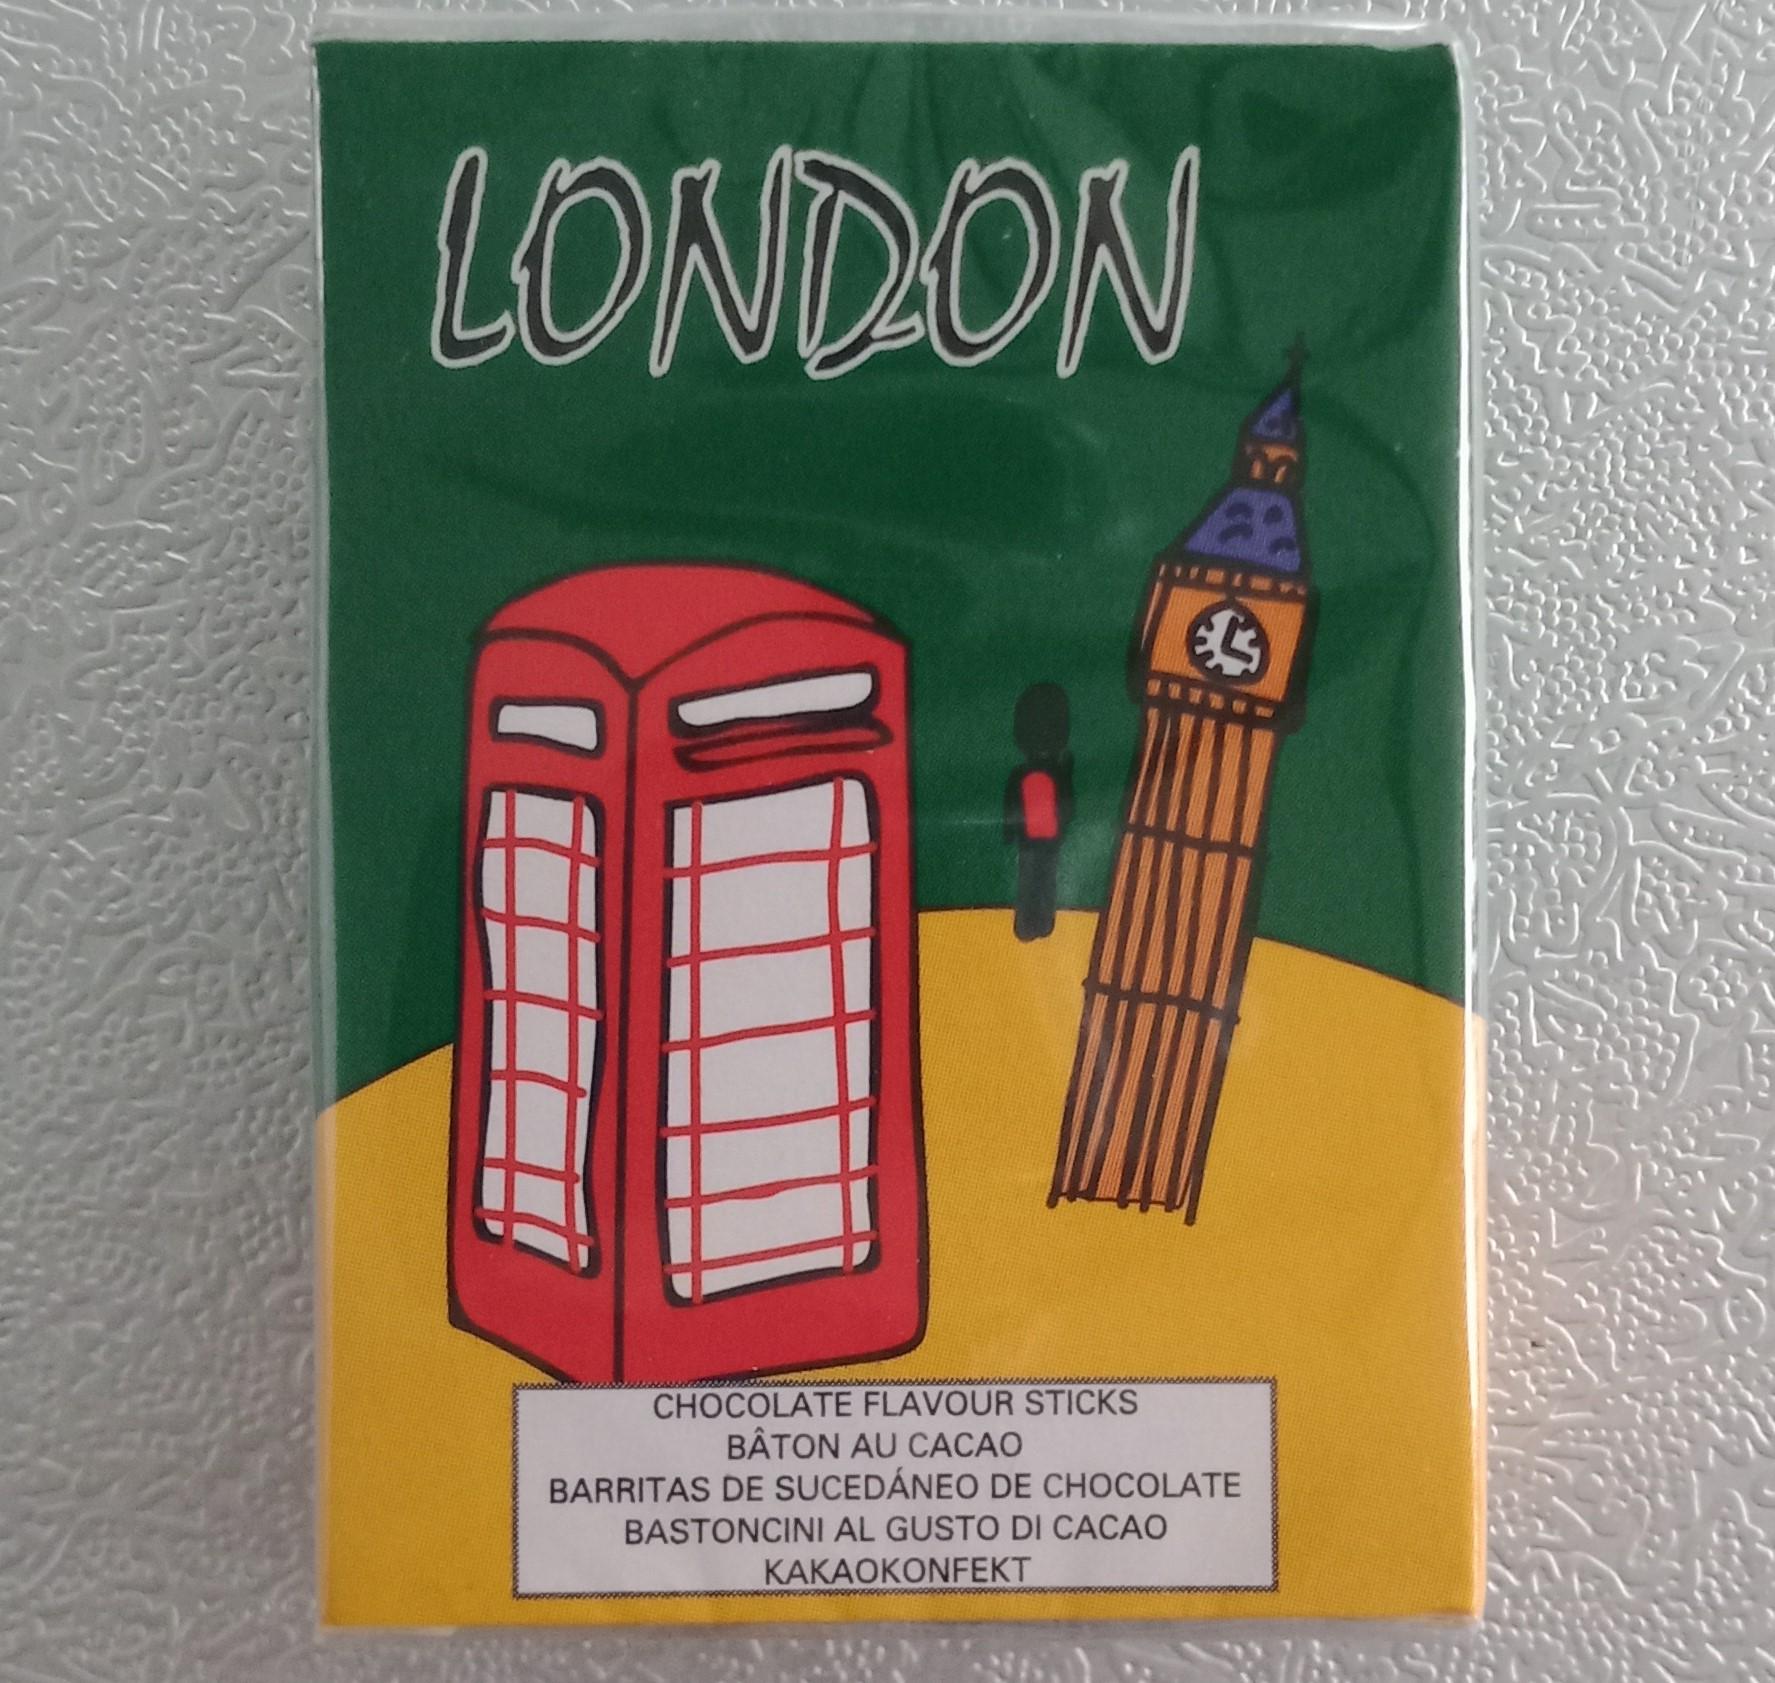 LONDON
CHOCOLATE FLAVOUR STICKS
BÂTON AU CACAO
BARRITAS DE SUCEDÁNEO DE CHOCOLATE
BASTONCINI AL GUSTO DI CACAO
KAKAOKONFEKT